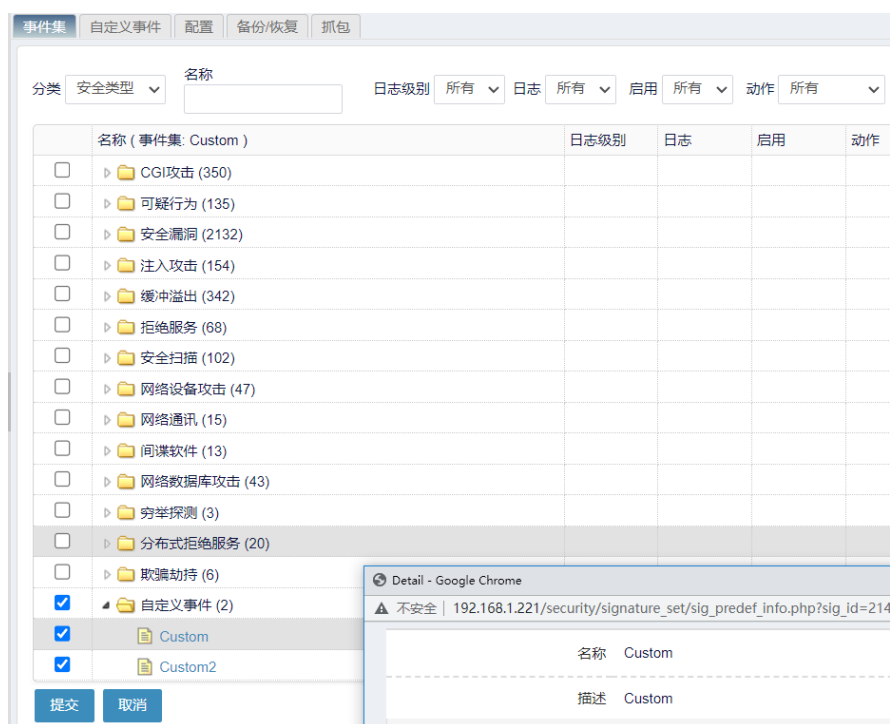 事件集 自定义事件 配置 备份/恢复 抓包
分类 安全类型 名称 日志级别 所有 日志 所有 启用 所有 动作 所有
名称 ( 事件集: Custom ) 日志级别 日志 启用 动作
CGI攻击 (350)
可疑行为 (135)
安全漏洞 (2132)
注入攻击 (154)
缓冲溢出 (342)
拒绝服务 (68)
安全扫描 (102)
网络设备攻击 (47)
网络通讯 (15)
间谍软件 (13)
网络数据库攻击 (43)
穷举探测 (3)
分布式拒绝服务 (20)
欺骗劫持 (6)
自定义事件 (2)
Custom
Custom2
提交 取消
Detail - Google Chrome
不安全 | 192.168.1.221/security/signature_set/sig_predef_info.php?sig_id=214
名称 Custom
描述 Custom